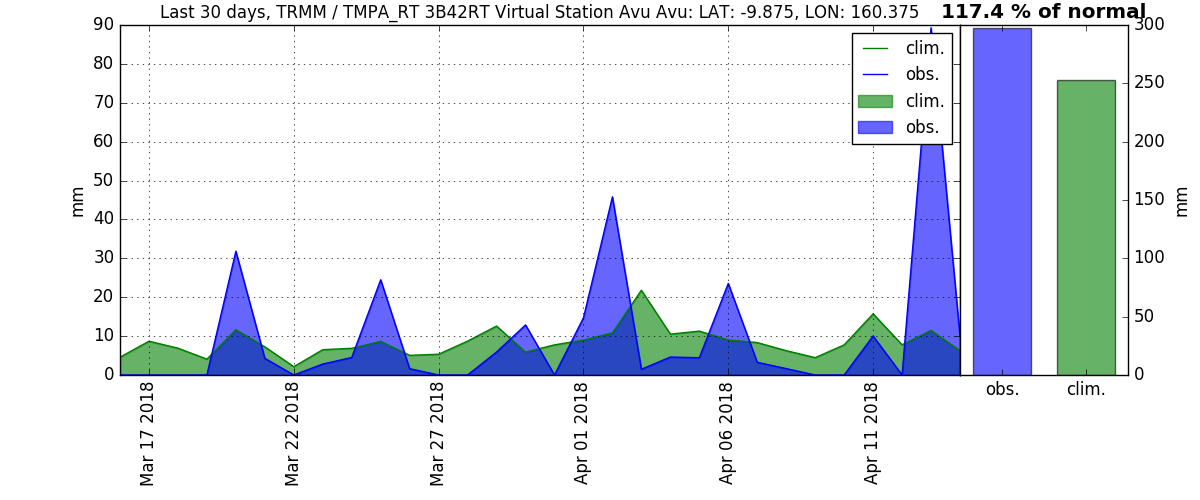 Last 30 days, TRMM / TMPA_RT 3B42RT Virtual Station Avu Avu: LAT: -9.875, LON: 160.375
117.4 % of normal
90
80
70
60
50
40
30
20
10
0
mm
clim.
obs.
clim.
obs.
300
250
200
150
100
50
0
mm
obs.
clim.
Mar 17 2018
Mar 22 2018
Mar 27 2018
Apr 01 2018
Apr 06 2018
Apr 11 2018